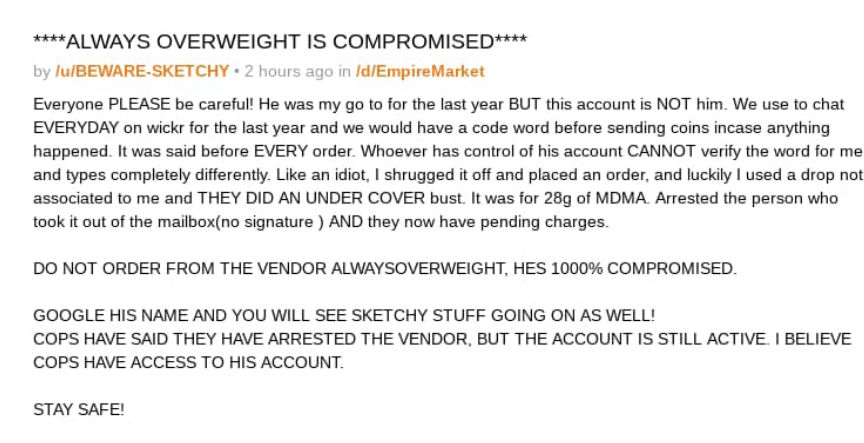 ****ALWAYS OVERWEIGHT IS COMPROMISED****
by /u/BEWARE-SKETCHY • 2 hours ago in /d/EmpireMarket
Everyone PLEASE be careful! He was my go to for the last year BUT this account is NOT him. We use to chat
EVERYDAY on wickr for the last year and we would have a code word before sending coins incase anything
happened. It was said before EVERY order. Whoever has control of his account CANNOT verify the word for me
and types completely differently. Like an idiot, I shrugged it off and placed an order, and luckily I used a drop not
associated to me and THEY DID AN UNDER COVER bust. It was for 28g of MDMA. Arrested the person who
took it out of the mailbox(no signature ) AND they now have pending charges.
DO NOT ORDER FROM THE VENDOR ALWAYSOVERWEIGHT, HES 1000% COMPROMISED.
GOOGLE HIS NAME AND YOU WILL SEE SKETCHY STUFF GOING ON AS WELL!
COPS HAVE SAID THEY HAVE ARRESTED THE VENDOR, BUT THE ACCOUNT IS STILL ACTIVE. I BELIEVE
COPS HAVE ACCESS TO HIS ACCOUNT.
STAY SAFE!